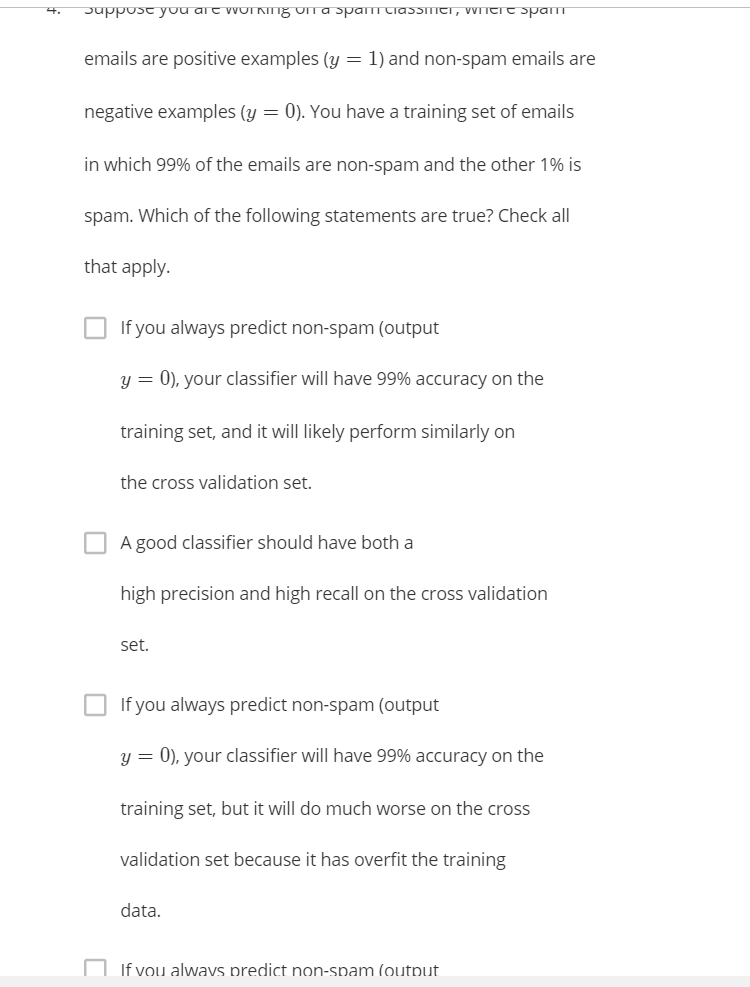 4. Suppose you are working on a spam classifier, where spam
emails are positive examples (y = 1) and non-spam emails are
negative examples (y = 0). You have a training set of emails
in which 99% of the emails are non-spam and the other 1% is
spam. Which of the following statements are true? Check all
that apply.
If you always predict non-spam (output
y = 0), your classifier will have 99% accuracy on the
training set, and it will likely perform similarly on
the cross validation set.
A good classifier should have both a
high precision and high recall on the cross validation
set.
If you always predict non-spam (output
y = 0), your classifier will have 99% accuracy on the
training set, but it will do much worse on the cross
validation set because it has overfit the training
data.
If you always predict non-spam (output